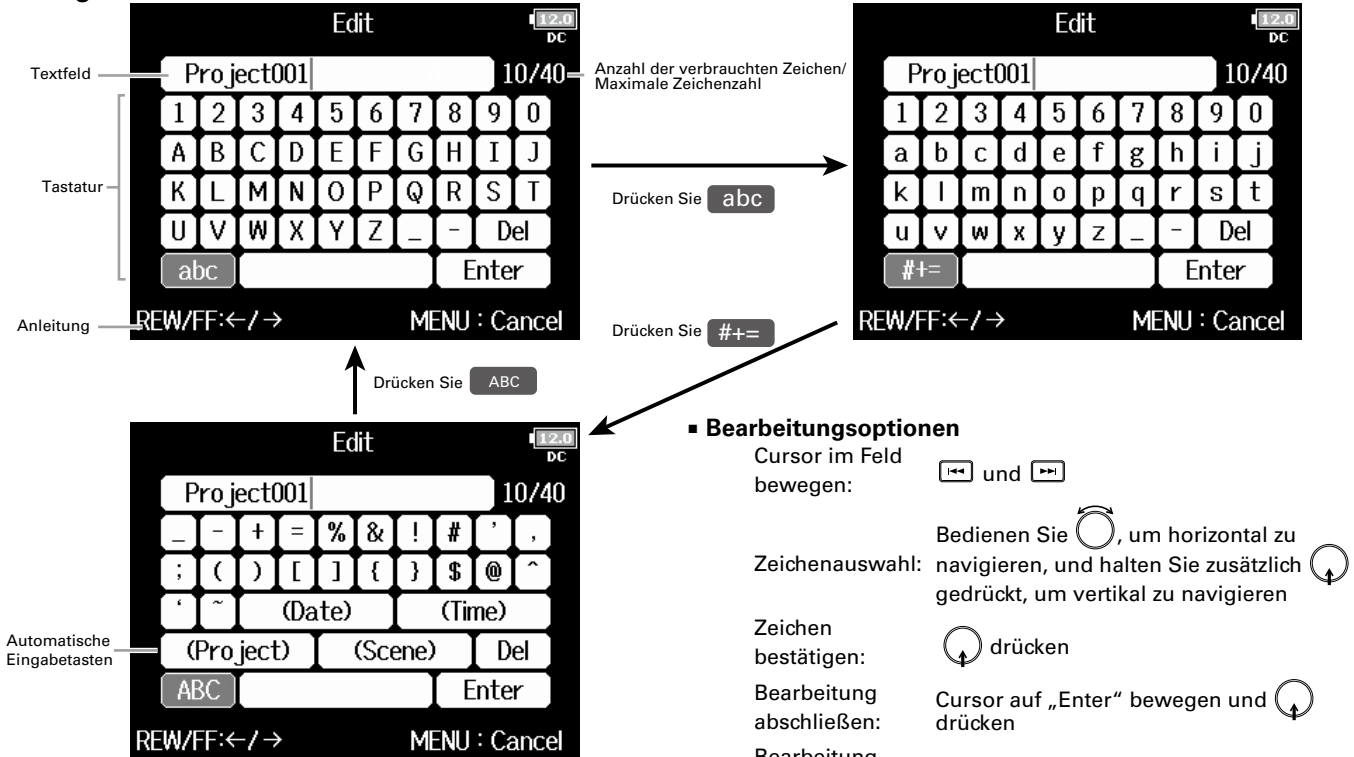 Edit
12.0
DC
Textfeld
Project001
10/40
Anzahl der verbrauchten Zeichen/
Maximale Zeichenzahl
Tastatur
1 2 3 4 5 6 7 8 9 0
A B C D E F G H I J
K L M N O P Q R S T
U V W X Y Z _ - Del
abc Enter
Anleitung
REW/FF:←/→ MENU : Cancel
Drücken Sie abc
Edit
12.0
DC
Project001
10/40
1 2 3 4 5 6 7 8 9 0
a b c d e f g h i j
k l m n o p q r s t
u v w x y z _ - Del
#+= Enter
REW/FF:←/→ MENU : Cancel
Drücken Sie #+=
Drücken Sie ABC
Edit
12.0
DC
Project001
10/40
_ - + = % & ! # ' ,
; ( ) [ ] { } $ @ ^
‘ ~ (Date) (Time)
Automatische
Eingabetasten
(Project) (Scene) Del
ABC Enter
REW/FF:←/→ MENU : Cancel
▪ Bearbeitungsoptionen
Cursor im Feld
bewegen:
und
Zeichenauswahl:
Bedienen Sie , um horizontal zu
navigieren, und halten Sie zusätzlich
gedrückt, um vertikal zu navigieren
Zeichen
bestätigen:
drücken
Bearbeitung
abschließen:
Cursor auf „Enter“ bewegen und
drücken
Bearbeitung